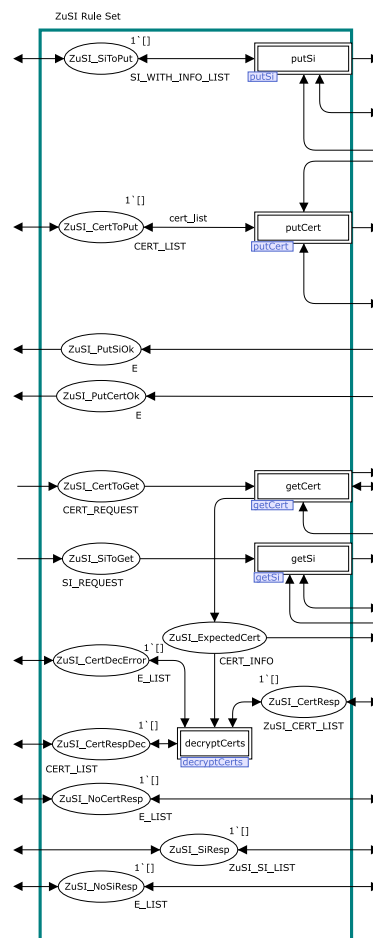 ZuSI Rule Set
1`[]
ZuSI_SiToPut
putSi
SI_WITH_INFO_LIST
putSi
1`[]
cert_list
ZuSI_CertToPut
putCert
CERT_LIST
putCert
ZuSI_PutSiOk
E
ZuSI_PutCertOk
E
ZuSI_CertToGet
getCert
CERT_REQUEST
getCert
ZuSI_SiToGet
getSi
SI_REQUEST
getSi
ZuSI_ExpectedCert
1`[]
ZuSI_CertDecError
CERT_INFO
E_LIST
1`[]
ZuSI_CertResp
1`[]
ZuSI_CERT_LIST
ZuSI_CertRespDec
decryptCerts
CERT_LIST
decryptCerts
1`[]
ZuSI_NoCertResp
E_LIST
1`[]
ZuSI_SiResp
ZuSI_SI_LIST
1`[]
ZuSI_NoSiResp
E_LIST